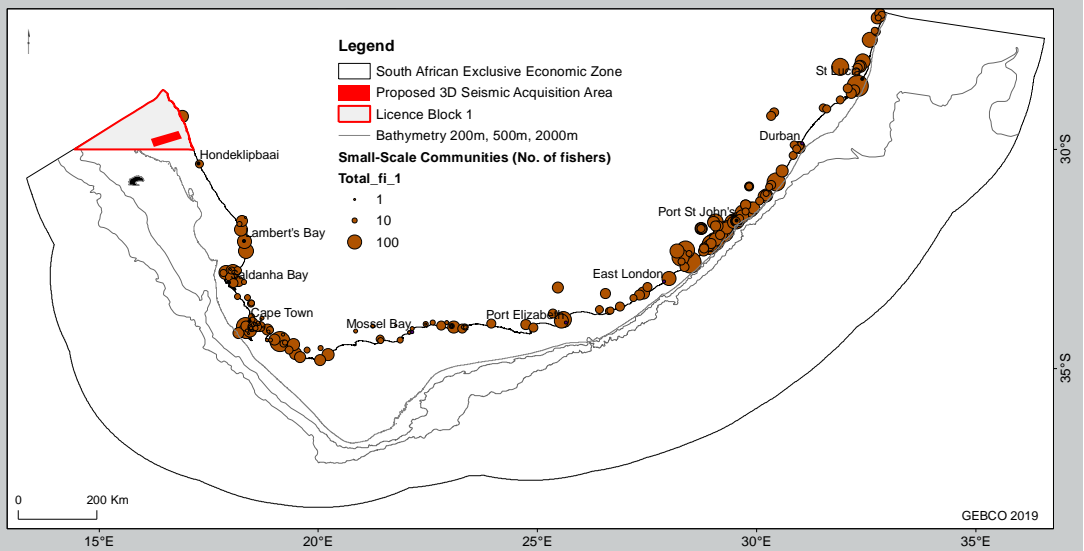 Legend
South African Exclusive Economic Zone
Proposed 3D Seismic Acquisition Area
Licence Block 1
Bathymetry 200m, 500m, 2000m
Small-Scale Communities (No. of fishers)
Total_fi_1
1
10
100
St Lucia
Durban
30°S
Hondeklipbaai
Port St John's
Lambert's Bay
East London
Saldanha Bay
Cape Town
Mossel Bay
Port Elizabeth
35°S
0 200 Km
GEBCO 2019
15°E 20°E 25°E 30°E 35°E